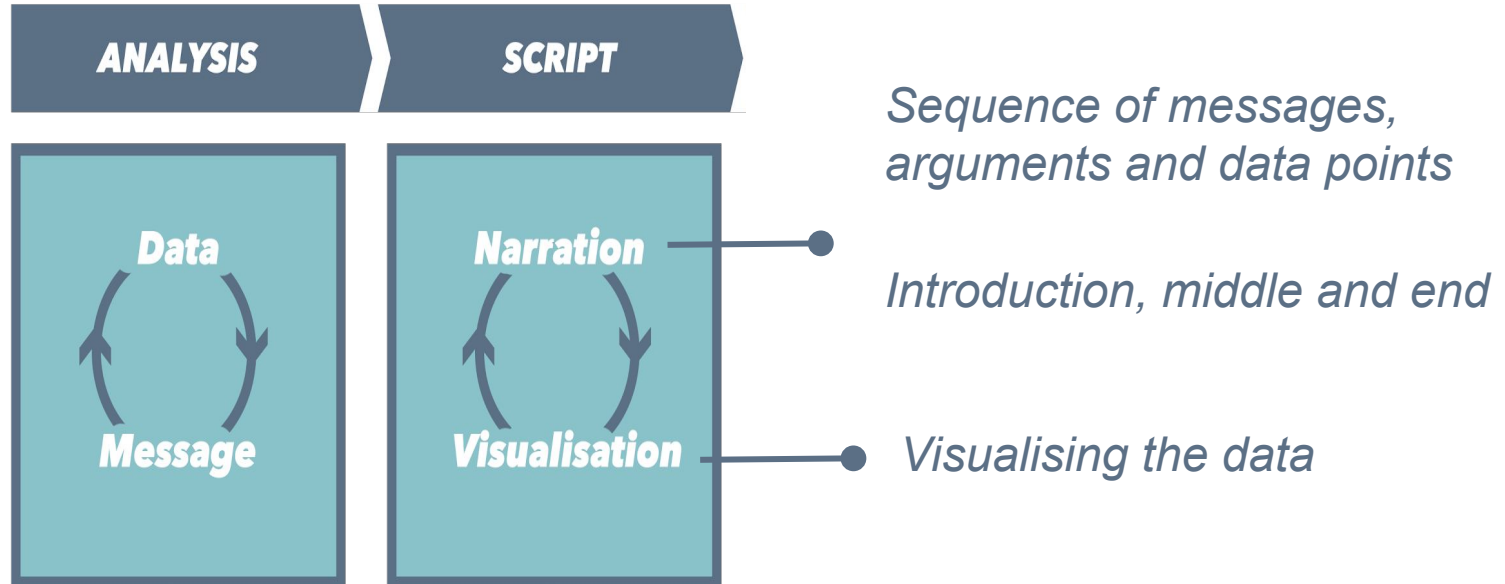 ANALYSIS
SCRIPT
Data
Message
Narration
Visualisation
Sequence of messages,
arguments and data points
Introduction, middle and end
Visualising the data